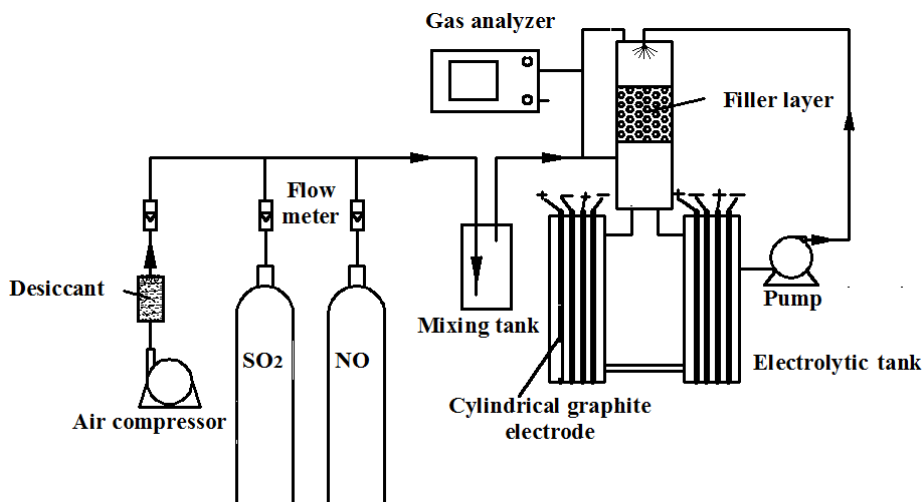 Gas analyzer
Filler layer
Flow
meter
Desiccant
Mixing tank
Pump
SO2
NO
Electrolytic tank
Air compressor
Cylindrical graphite
electrode
+ − + −
+ − + −